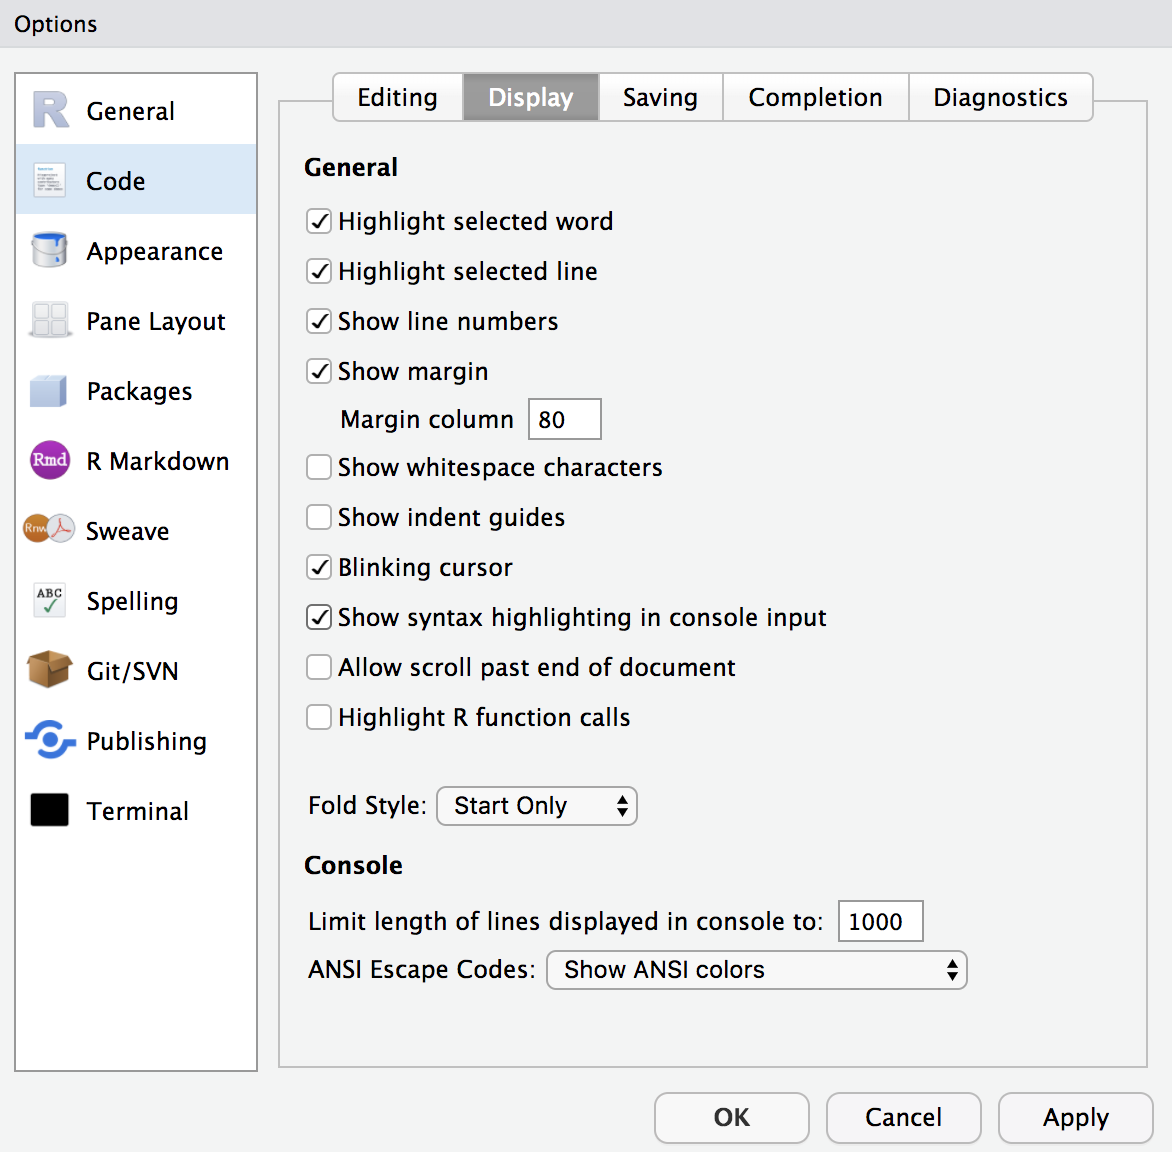 Options
General
Code
Appearance
Pane Layout
Packages
Rmd R Markdown
Rnw Sweave
ABC Spelling
Git/SVN
Publishing
Terminal
Editing Display Saving Completion Diagnostics
General
Highlight selected word
Highlight selected line
Show line numbers
Show margin
Margin column 80
Show whitespace characters
Show indent guides
Blinking cursor
Show syntax highlighting in console input
Allow scroll past end of document
Highlight R function calls
Fold Style: Start Only
Console
Limit length of lines displayed in console to: 1000
ANSI Escape Codes: Show ANSI colors
OK Cancel Apply